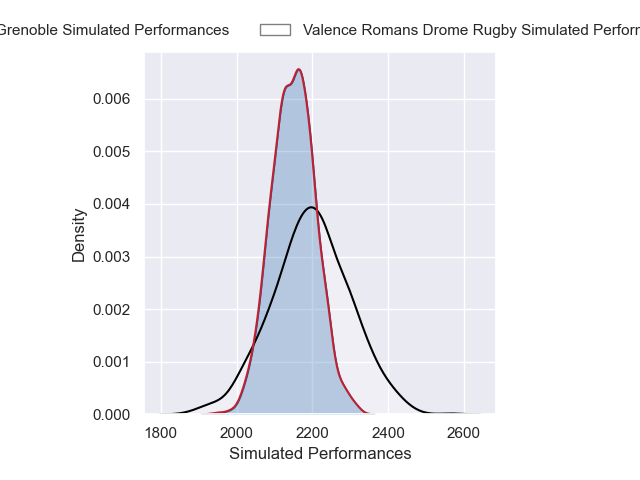 Grenoble Simulated Performances
Valence Romans Drome Rugby Simulated
0.006
0.005
0.004
0.003
0.002
0.001
0.000
Density
1800 2000 2200 2400 2600
Simulated Performances